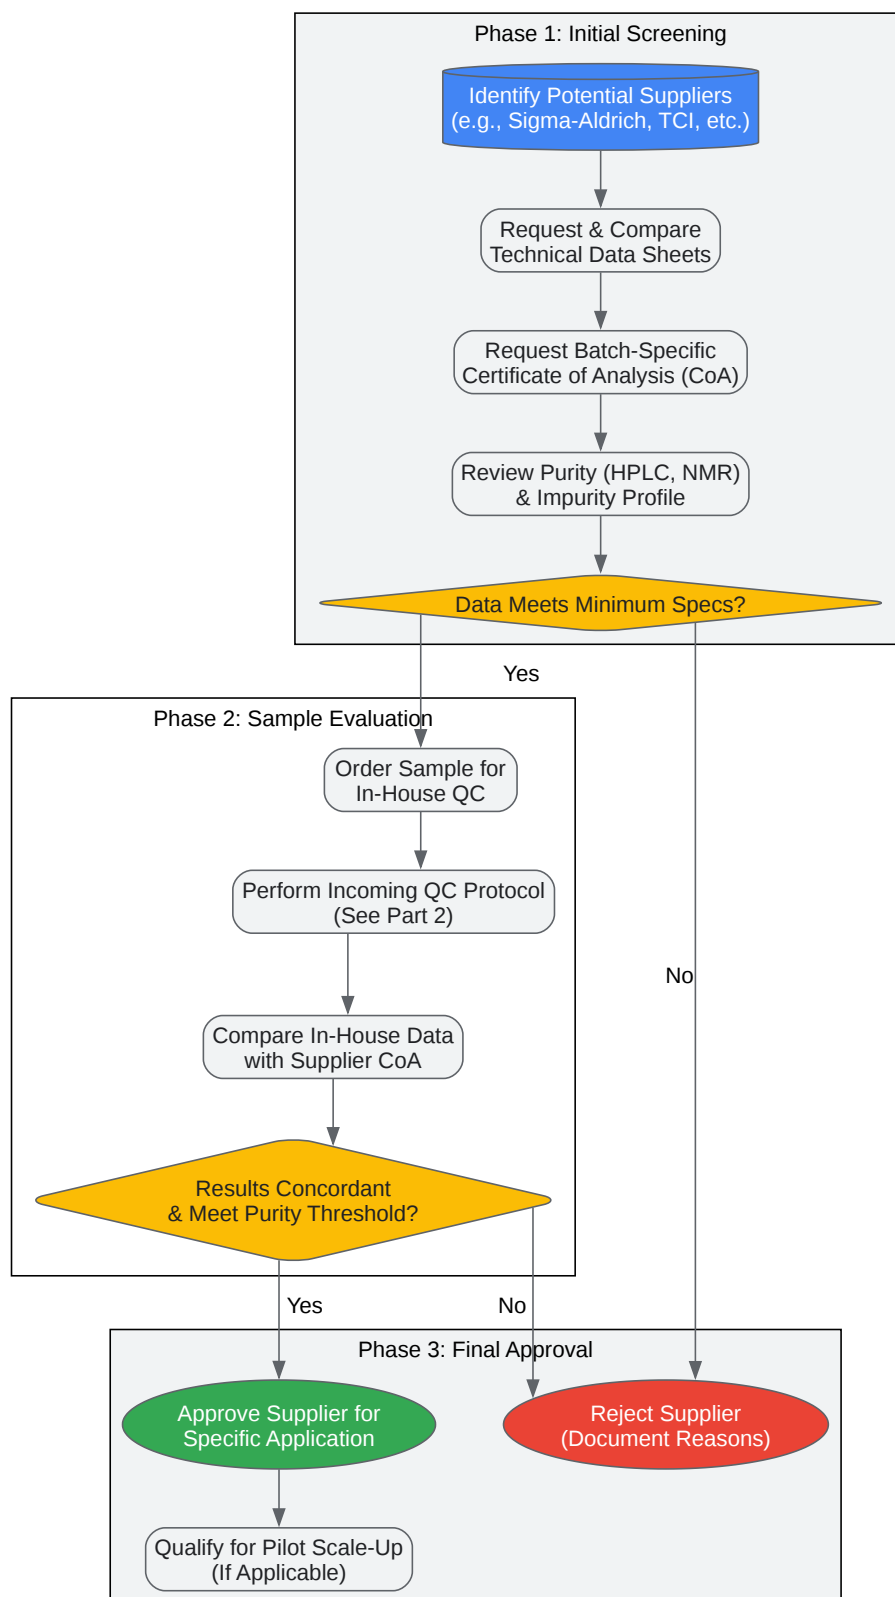 Phase 1: Initial Screening
Identify Potential Suppliers
(e.g., Sigma-Aldrich, TCI, etc.)
Request & Compare
Technical Data Sheets
Request Batch-Specific
Certificate of Analysis (CoA)
Review Purity (HPLC, NMR)
& Impurity Profile
Data Meets Minimum Specs?
Yes
Phase 2: Sample Evaluation
Order Sample for
In-House QC
Perform Incoming QC Protocol
(See Part 2)
No
Compare In-House Data
with Supplier CoA
Results Concordant
& Meet Purity Threshold?
Yes
No
Phase 3: Final Approval
Approve Supplier for
Specific Application
Reject Supplier
(Document Reasons)
Qualify for Pilot Scale-Up
(If Applicable)